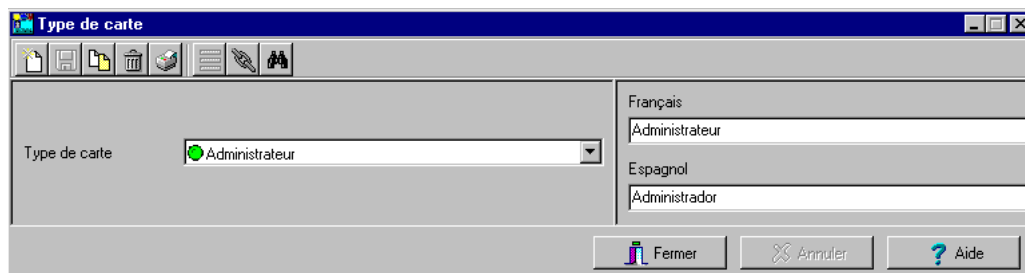 Type de carte
Français
Administrateur
Type de carte
Administrateur
Espagnol
Administrador
Fermer
Annuler
Aide